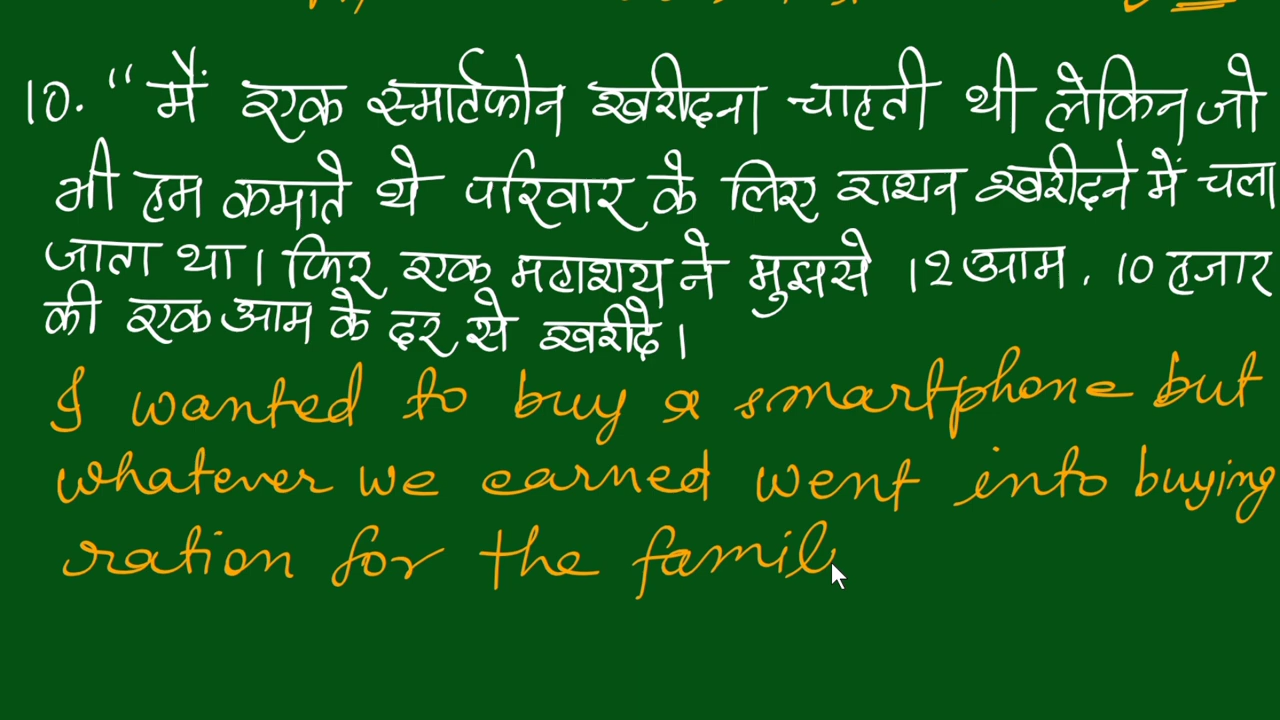 10. “ मैं एक स्मार्टफोन खरीदना चाहती थी लेकिन जो
भी हम कमाते थे परिवार के लिए राशन खरीदने में चला
जाता था। फिर एक महाशय ने मुझसे 12 आम, 10 हजार
की एक आम के दर से खरीदे।
I wanted to buy a smartphone but
whatever we earned went into buying
ration for the famil